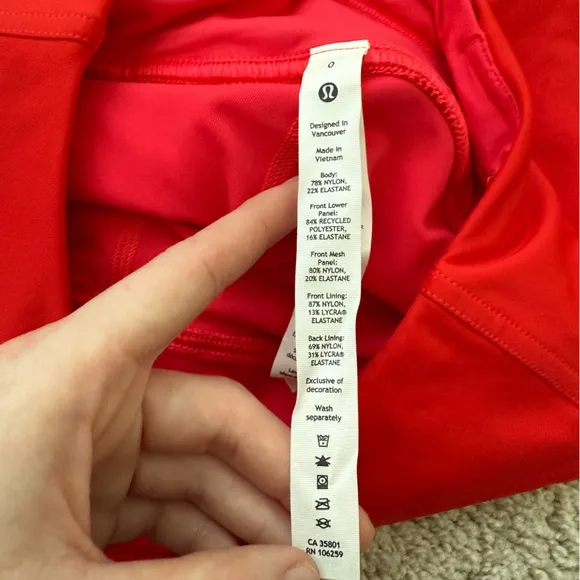 0
Designed in
Vancouver
Made in
Vietnam
Body:
78% NYLON,
22% ELASTANE
Front Lower
Panel:
84% RECYCLED
POLYESTER,
16% ELASTANE
Front Mesh
Panel:
80% NYLON,
20% ELASTANE
Front Lining:
87% NYLON,
13% LYCRA®
ELASTANE
Back Lining:
69% NYLON,
31% LYCRA®
ELASTANE
Exclusive of
decoration
Wash
separately
CA 35801
RN 106259